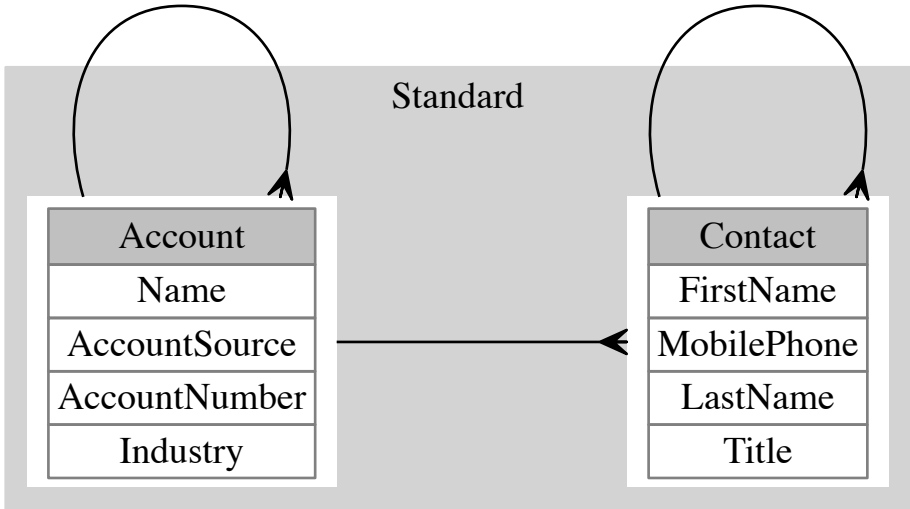 Standard
Account
Name
AccountSource
AccountNumber
Industry
Contact
FirstName
MobilePhone
LastName
Title